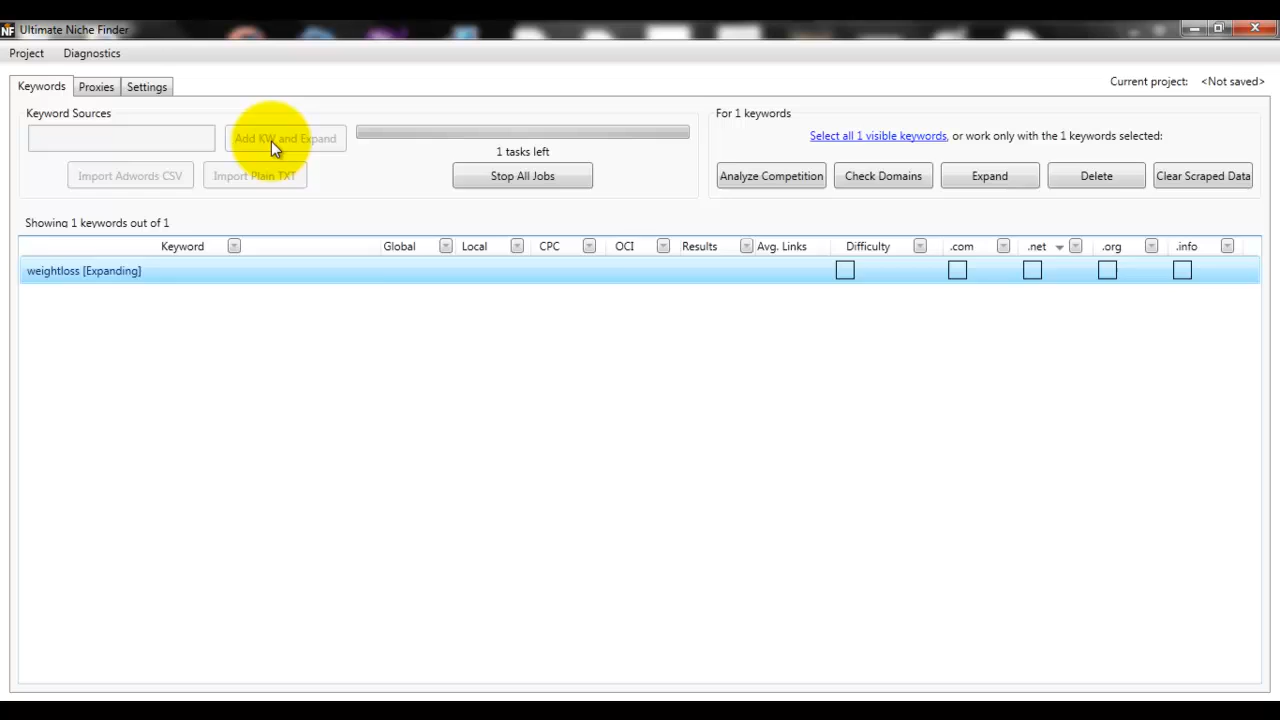 NF Ultimate Niche Finder
Project Diagnostics
Keywords Proxies Settings
Current project: <Not saved>
Keyword Sources
For 1 keywords
Add KW and Expand
Select all 1 visible keywords, or work only with the 1 keywords selected:
1 tasks left
Import Adwords CSV Import Plain TXT Stop All Jobs Analyze Competition Check Domains Expand Delete Clear Scraped Data
Showing 1 keywords out of 1
Keyword Global Local CPC OCI Results Avg. Links Difficulty .com .net .org .info
weightloss [Expanding]